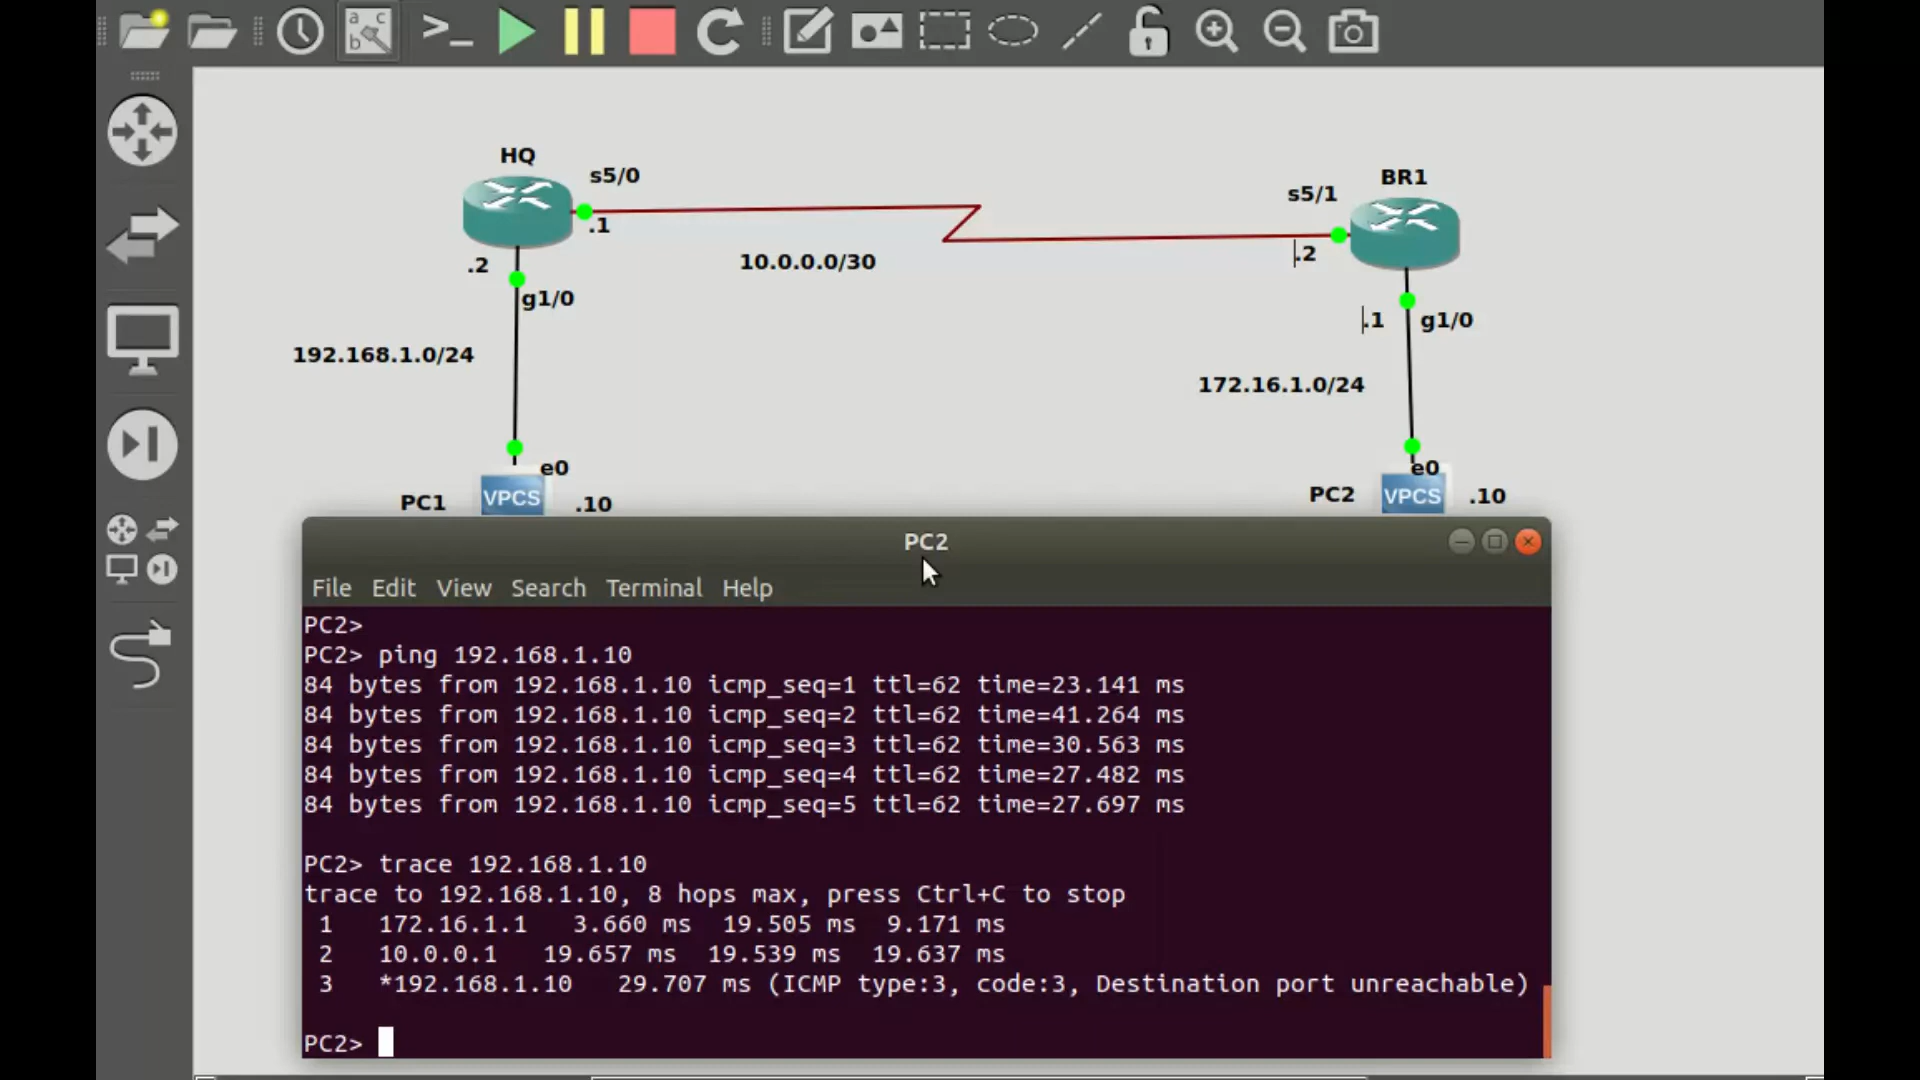 a c
b
>_
HQ
s5/0
BR1
s5/1
.1
.2
10.0.0.0/30
.2
g1/0
.1 g1/0
192.168.1.0/24
172.16.1.0/24
e0
e0
PC1 VPCS .10
PC2 VPCS .10
PC2
File Edit View Search Terminal Help
PC2>
PC2> ping 192.168.1.10
84 bytes from 192.168.1.10 icmp_seq=1 ttl=62 time=23.141 ms
84 bytes from 192.168.1.10 icmp_seq=2 ttl=62 time=41.264 ms
84 bytes from 192.168.1.10 icmp_seq=3 ttl=62 time=30.563 ms
84 bytes from 192.168.1.10 icmp_seq=4 ttl=62 time=27.482 ms
84 bytes from 192.168.1.10 icmp_seq=5 ttl=62 time=27.697 ms
PC2> trace 192.168.1.10
trace to 192.168.1.10, 8 hops max, press Ctrl+C to stop
1 172.16.1.1 3.660 ms 19.505 ms 9.171 ms
2 10.0.0.1 19.657 ms 19.539 ms 19.637 ms
3 *192.168.1.10 29.707 ms (ICMP type:3, code:3, Destination port unreachable)
PC2>